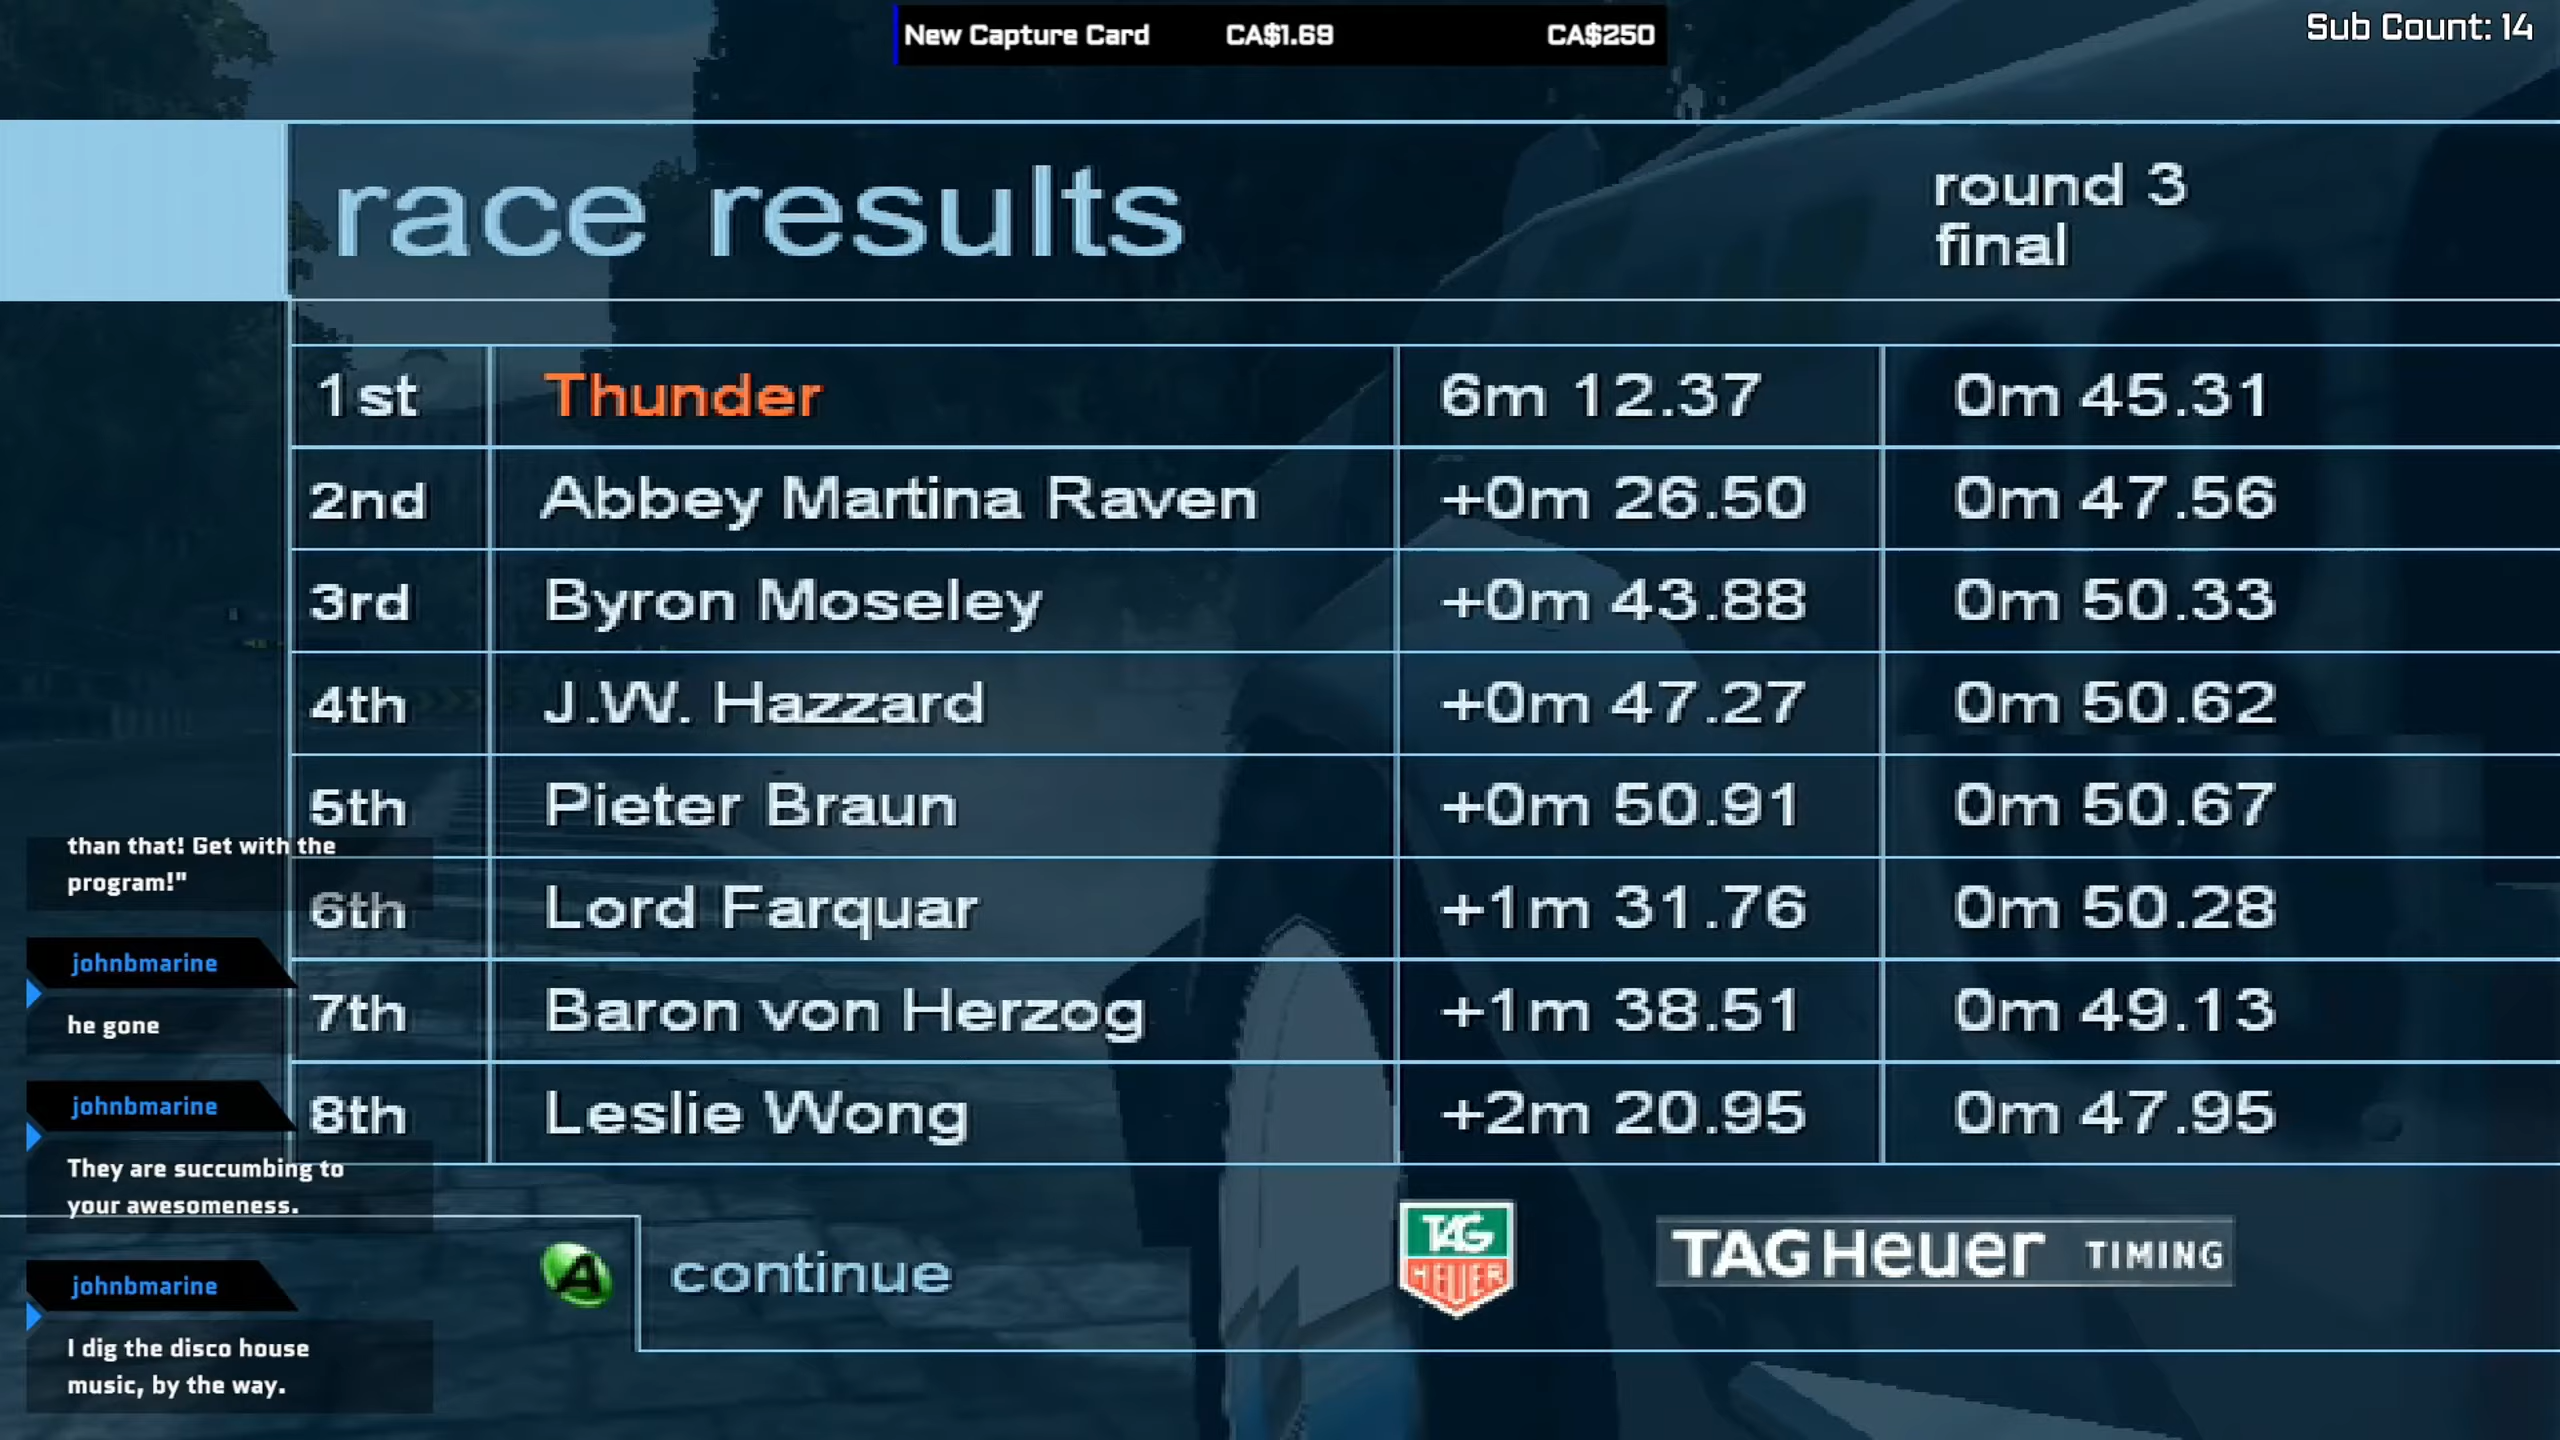 New Capture Card CA$1.69 CA$250
Sub Count: 14
race results
round 3
final
1st Thunder 6m 12.37 0m 45.31
2nd Abbey Martina Raven +0m 26.50 0m 47.56
3rd Byron Moseley +0m 43.88 0m 50.33
4th J.W. Hazzard +0m 47.27 0m 50.62
5th Pieter Braun +0m 50.91 0m 50.67
6th Lord Farquar +1m 31.76 0m 50.28
7th Baron von Herzog +1m 38.51 0m 49.13
8th Leslie Wong +2m 20.95 0m 47.95
than that! Get with the
program!"
johnbmarine
he gone
johnbmarine
They are succumbing to
your awesomeness.
johnbmarine
I dig the disco house
music, by the way.
A continue
TAG
HEUER
TAGHeuer TIMING